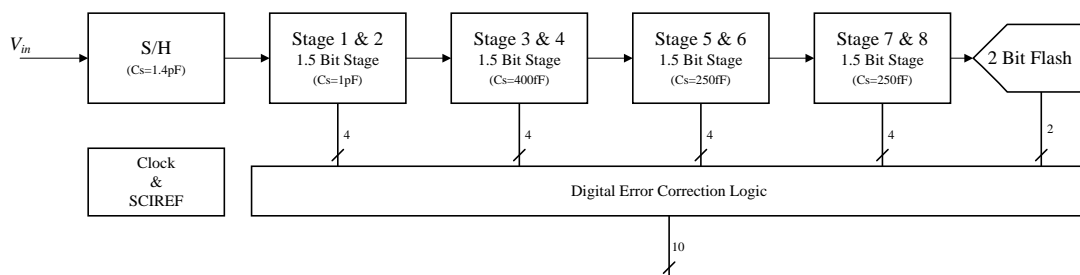 V_in
S/H
(Cs=1.4pF)
Stage 1 & 2
1.5 Bit Stage
(Cs=1pF)
Stage 3 & 4
1.5 Bit Stage
(Cs=400fF)
Stage 5 & 6
1.5 Bit Stage
(Cs=250fF)
Stage 7 & 8
1.5 Bit Stage
(Cs=250fF)
2 Bit Flash
4
4
4
4
2
Clock
&
SCIREF
Digital Error Correction Logic
10